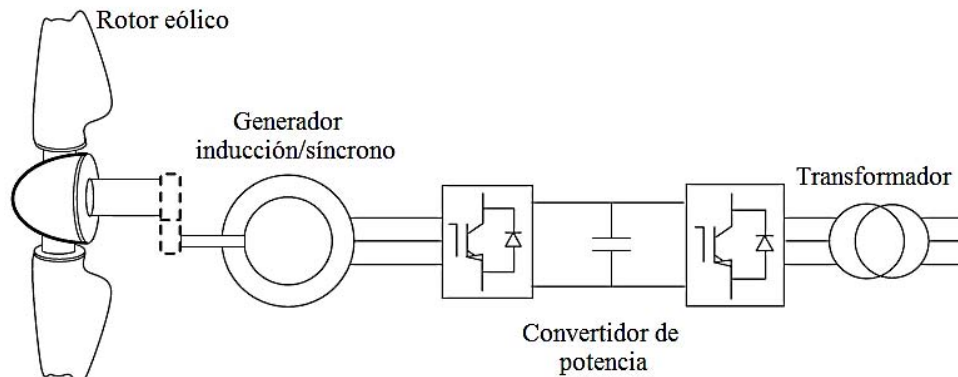 Rotor eólico
Generador
inducción/síncrono
Transformador
Convertidor de
potencia